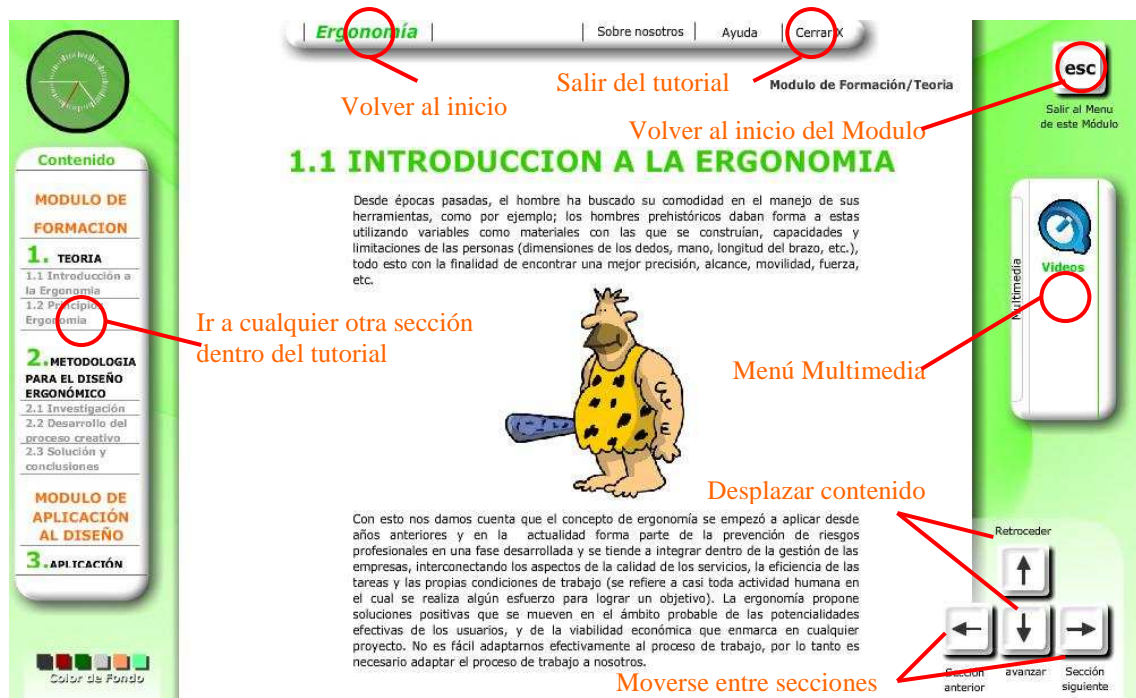 Ergonomía
Sobre nosotros
Ayuda
Cerrar X
Volver al inicio
Salir del tutorial
Modulo de Formación/Teoria
esc
Salir al Menu
de este Módulo
Volver al inicio del Modulo
Contenido
MODULO DE
FORMACION
1. TEORIA
1.1 Introducción a
la Ergonomia
1.2 Principios
Ergonomia
2. METODOLOGIA
PARA EL DISEÑO
ERGONÓMICO
2.1 Investigación
2.2 Desarrollo del
proceso creativo
2.3 Solución y
conclusiones
MODULO DE
APLICACIÓN
AL DISEÑO
3. APLICACIÓN
Color de Fondo
Ir a cualquier otra sección
dentro del tutorial
1.1 INTRODUCCION A LA ERGONOMIA
Desde épocas pasadas, el hombre ha buscado su comodidad en el manejo de sus
herramientas, como por ejemplo; los hombres prehistóricos daban forma a estas
utilizando variables como materiales con las que se construían, capacidades y
limitaciones de las personas (dimensiones de los dedos, mano, longitud del brazo, etc.),
todo esto con la finalidad de encontrar una mejor precisión, alcance, movilidad, fuerza,
etc.
Con esto nos damos cuenta que el concepto de ergonomía se empezó a aplicar desde
años anteriores y en la actualidad forma parte de la prevención de riesgos
profesionales en una fase desarrollada y se tiende a integrar dentro de la gestión de las
empresas, interconectando los aspectos de la calidad de los servicios, la eficiencia de las
tareas y las propias condiciones de trabajo (se refiere a casi toda actividad humana en
el cual se realiza algún esfuerzo para lograr un objetivo). La ergonomía propone
soluciones positivas que se mueven en el ámbito probable de las potencialidades
efectivas de los usuarios, y de la viabilidad económica que enmarca en cualquier
proyecto. No es fácil adaptarnos efectivamente al proceso de trabajo, por lo tanto es
necesario adaptar el proceso de trabajo a nosotros.
Multimedia
Videos
Menú Multimedia
Desplazar contenido
Retroceder
Moverse entre secciones
Sección
anterior
avanzar
Sección
siguiente